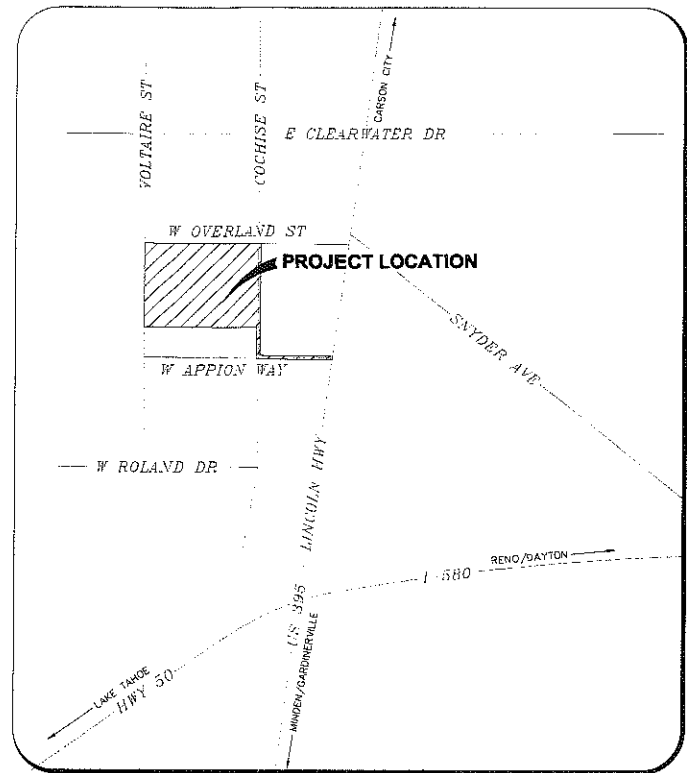 CARSON CITY
VOLTAIRE ST
COCHISE ST
E CLEARWATER DR
W OVERLAND ST
PROJECT LOCATION
SNYDER AVE
W APPION WAY
W ROLAND DR
LINCOLN HWY
US 395
RENO/DAYTON
I-580
LAKE TAHOE
HWY 50
MINDEN/GARDNERVILLE